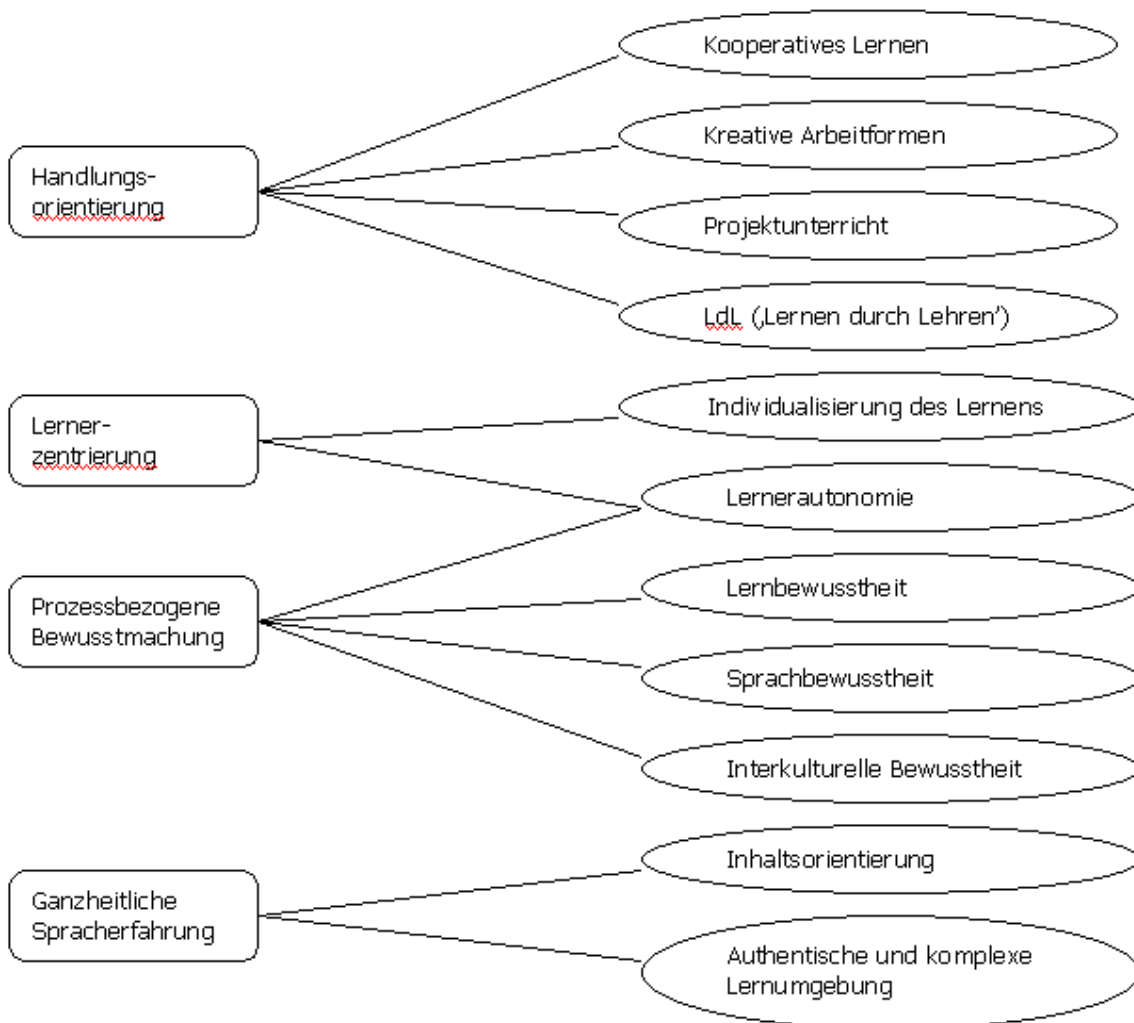 Kooperatives Lernen
Kreative Arbeitformen
Handlungs-
orientierung
Projektunterricht
LdL (‚Lernen durch Lehren’)
Individualisierung des Lernens
Lerner-
zentrierung
Lernerautonomie
Lernbewusstheit
Prozessbezogene
Bewusstmachung
Sprachbewusstheit
Interkulturelle Bewusstheit
Inhaltsorientierung
Ganzheitliche
Spracherfahrung
Authentische und komplexe
Lernumgebung